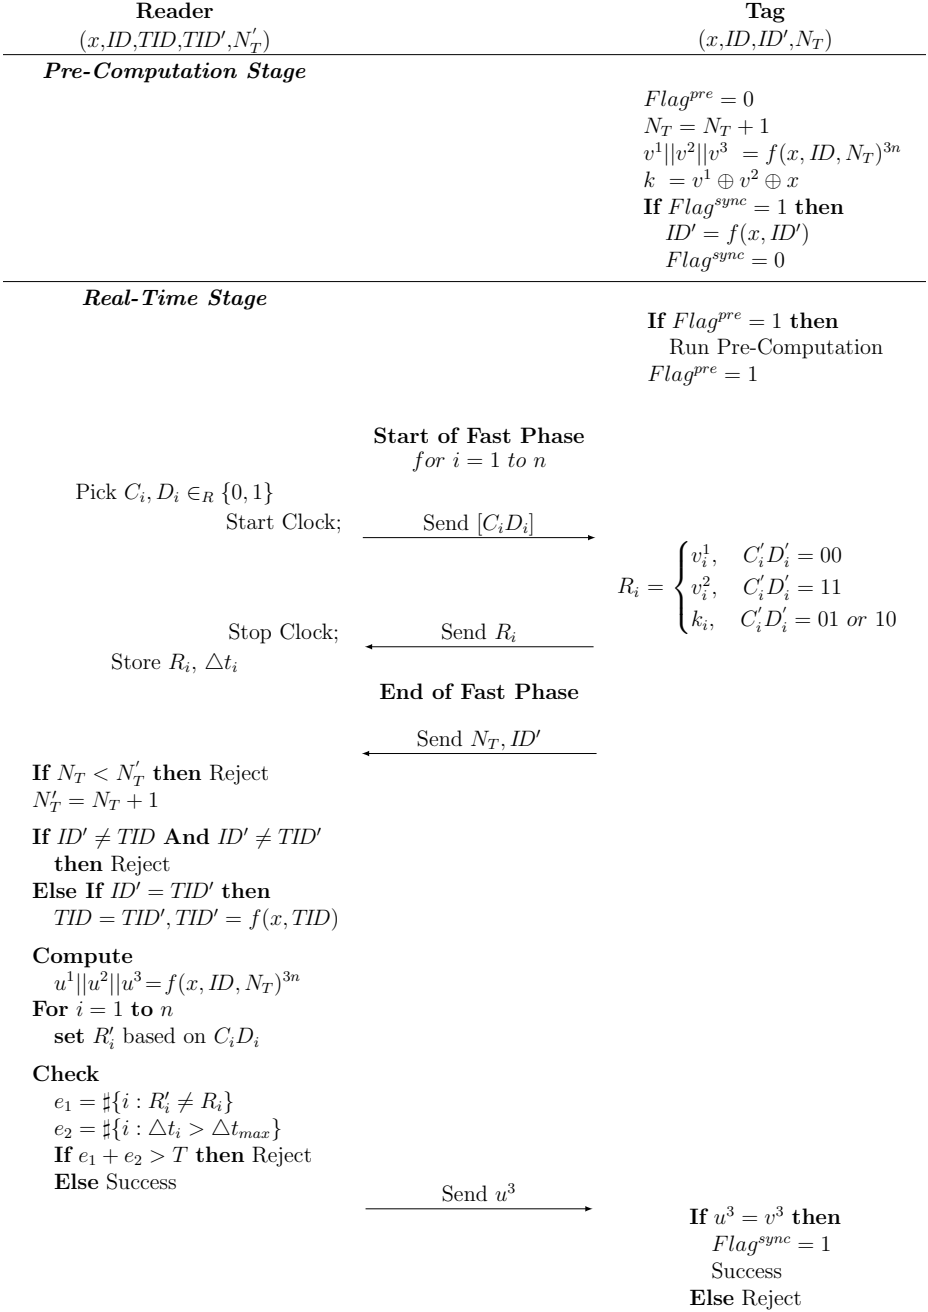 Reader Tag
(x,ID,TID,TID′,N′_T) (x,ID,ID′,N_T)
Pre-Computation Stage
Flag^pre = 0
N_T = N_T + 1
v^1||v^2||v^3 = f(x, ID, N_T)^3n
k = v^1 ⊕ v^2 ⊕ x
If Flag^sync = 1 then
ID′ = f(x, ID′)
Flag^sync = 0
Real-Time Stage
If Flag^pre = 1 then
Run Pre-Computation
Flag^pre = 1
Start of Fast Phase
for i = 1 to n
Pick C_i, D_i ∈_R {0, 1}
Start Clock; Send [C_iD_i]
R_i = { v^1_i, C′_iD′_i = 00
v^2_i, C′_iD′_i = 11
k_i, C′_iD′_i = 01 or 10
Stop Clock; Send R_i
Store R_i, △t_i
End of Fast Phase
Send N_T, ID′
If N_T < N′_T then Reject
N′_T = N_T + 1
If ID′ ≠ TID And ID′ ≠ TID′
then Reject
Else If ID′ = TID′ then
TID = TID′, TID′ = f(x, TID)
Compute
u^1||u^2||u^3 = f(x, ID, N_T)^3n
For i = 1 to n
set R′_i based on C_iD_i
Check
e_1 = ♯{i : R′_i ≠ R_i}
e_2 = ♯{i : △t_i > △t_max}
If e_1 + e_2 > T then Reject
Else Success
Send u^3
If u^3 = v^3 then
Flag^sync = 1
Success
Else Reject